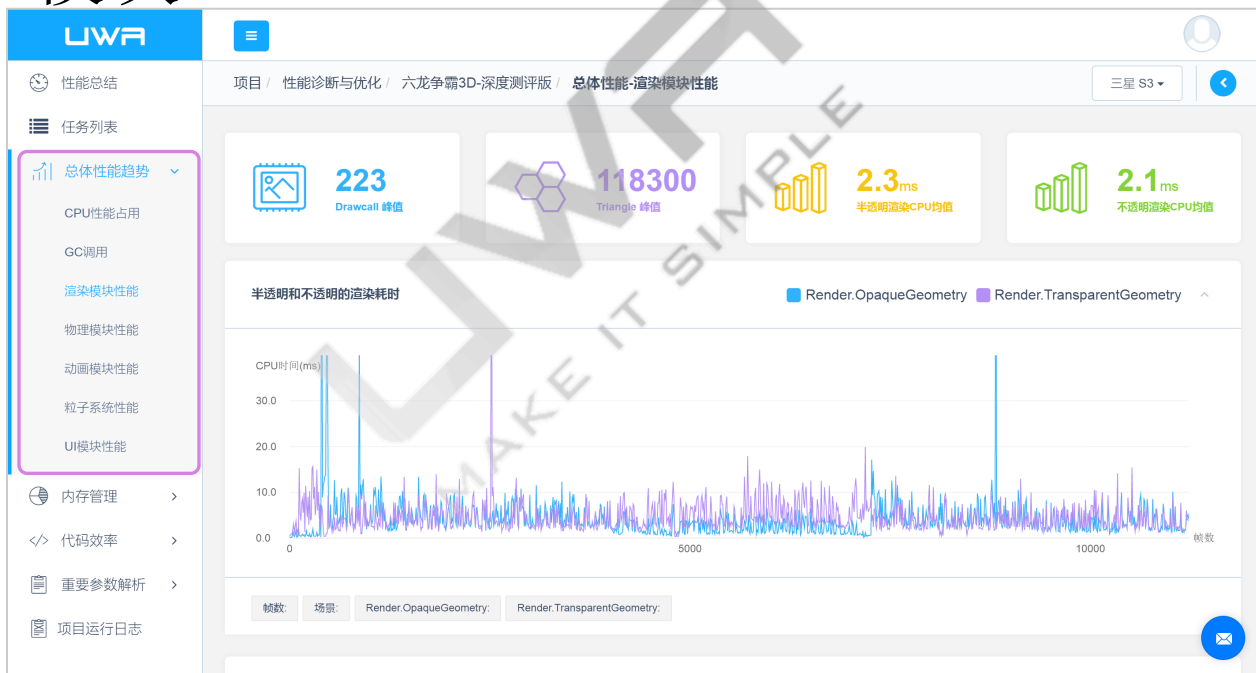 UWA
项目/ 性能诊断与优化/ 六龙争霸3D-深度测评版/ 总体性能-渲染模块性能
三星 S3
性能总结
任务列表
总体性能趋势
CPU性能占用
GC调用
渲染模块性能
物理模块性能
动画模块性能
粒子系统性能
UI模块性能
内存管理
代码效率
重要参数解析
项目运行日志
223
Drawcall 峰值
118300
Triangle 峰值
2.3ms
半透明渲染CPU均值
2.1ms
不透明渲染CPU均值
半透明和不透明的渲染耗时
Render.OpaqueGeometry Render.TransparentGeometry
CPU时间(ms)
30.0
20.0
10.0
0.0
0 5000 10000
帧数
帧数: 场景: Render.OpaqueGeometry: Render.TransparentGeometry:
UWA
MAKE IT SIMPLE